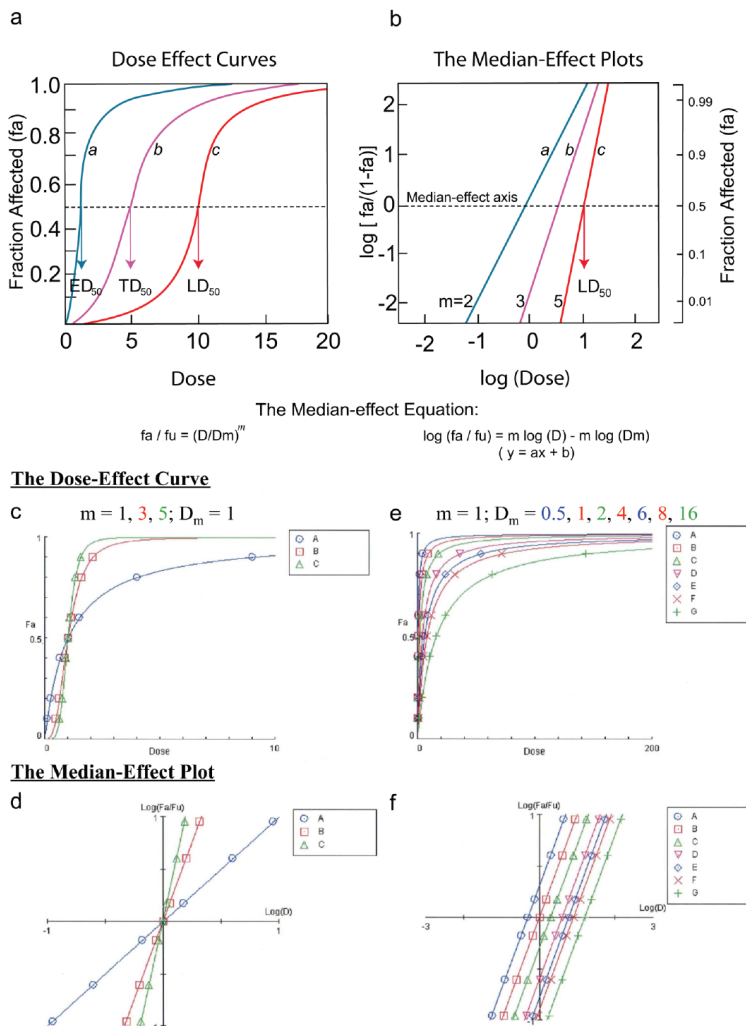 a
Dose Effect Curves
Fraction Affected (fa)
1.0
0.8
0.6
0.4
0.2
a
b
c
ED50
TD50
LD50
0
5
10
15
20
Dose
b
The Median-Effect Plots
log [ fa/(1-fa)]
2
1
0
-1
-2
Median-effect axis
a
b
c
m=2
3
5
LD50
0.99
0.9
0.5
0.1
0.01
Fraction Affected (fa)
-2
-1
0
1
2
log (Dose)
The Median-effect Equation:
fa / fu = (D/Dm)m
log (fa / fu) = m log (D) - m log (Dm)
( y = ax + b)
The Dose-Effect Curve
c
m = 1, 3, 5; Dm = 1
1
Fa
0.5
0
0
Dose
10
A
B
C
e
m = 1; Dm = 0.5, 1, 2, 4, 6, 8, 16
1
Fa
0.5
0
0
Dose
200
A
B
C
D
E
F
G
The Median-Effect Plot
d
Log(Fa/Fu)
1
Log(D)
-1
1
-1
A
B
C
f
Log(Fa/Fu)
1
Log(D)
-3
3
-1
A
B
C
D
E
F
G